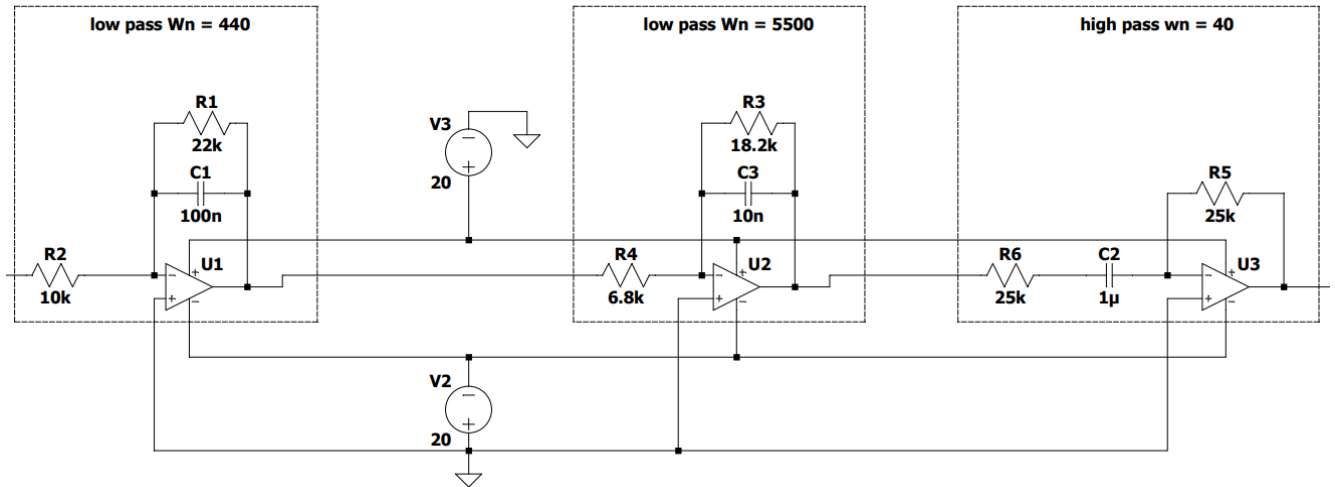 low pass Wn = 440
low pass Wn = 5500
high pass wn = 40
R1
22k
C1
100n
R2
10k
U1
V3
20
R3
18.2k
C3
10n
R4
6.8k
U2
R5
25k
R6
25k
C2
1µ
U3
V2
20